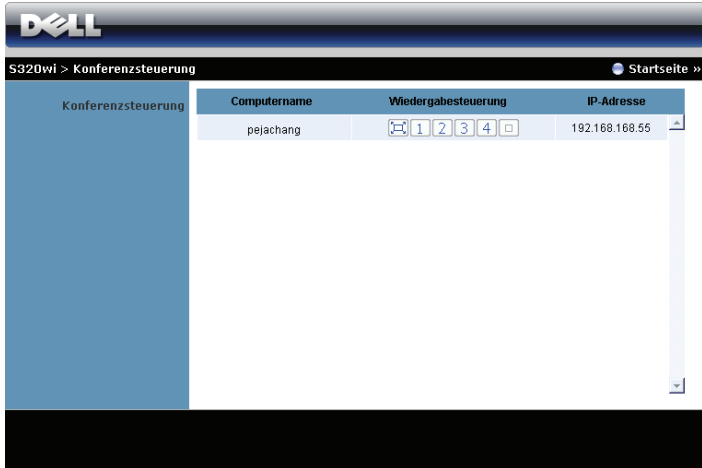 DELL
S320wi > Konferenzsteuerung Startseite »
Konferenzsteuerung
Computername Wiedergabesteuerung IP-Adresse
pejachang 1 2 3 4 192.168.168.55